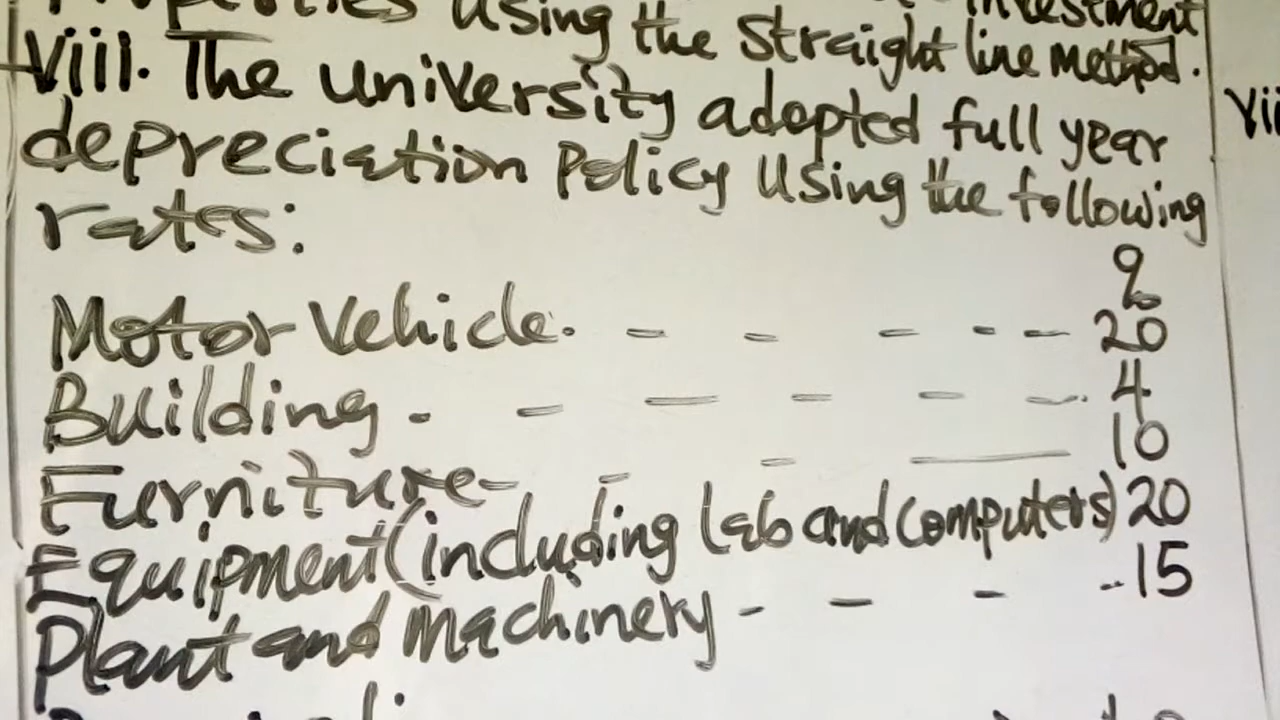 Properties Using the Straight line Method.
investment
Viii. The University adopted full year
depreciation Policy Using the following
rates:
%
Motor Vehicle. - - - - - 20
Building - - - - - - 4
Furniture - - - - 10
Equipment (including lab and computers) 20
Plant and Machinery - - - - 15
Vii